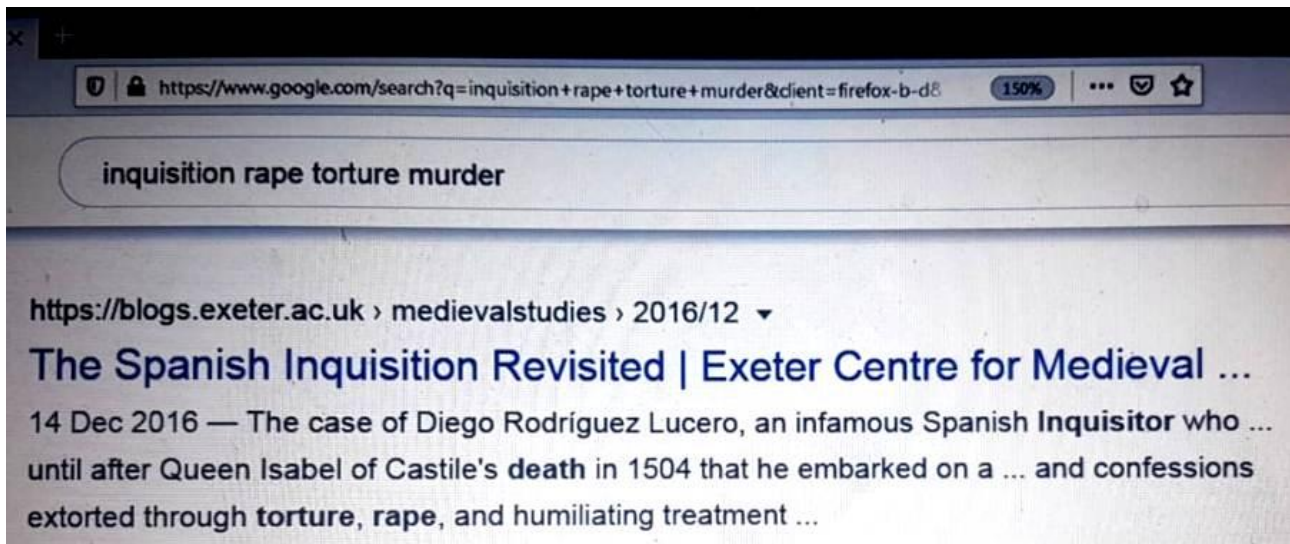 https://www.google.com/search?q=inquisition+rape+torture+murder&client=firefox-b-d8 150%
inquisition rape torture murder
https://blogs.exeter.ac.uk › medievalstudies › 2016/12
The Spanish Inquisition Revisited | Exeter Centre for Medieval ...
14 Dec 2016 — The case of Diego Rodríguez Lucero, an infamous Spanish Inquisitor who ...
until after Queen Isabel of Castile's death in 1504 that he embarked on a ... and confessions
extorted through torture, rape, and humiliating treatment ...